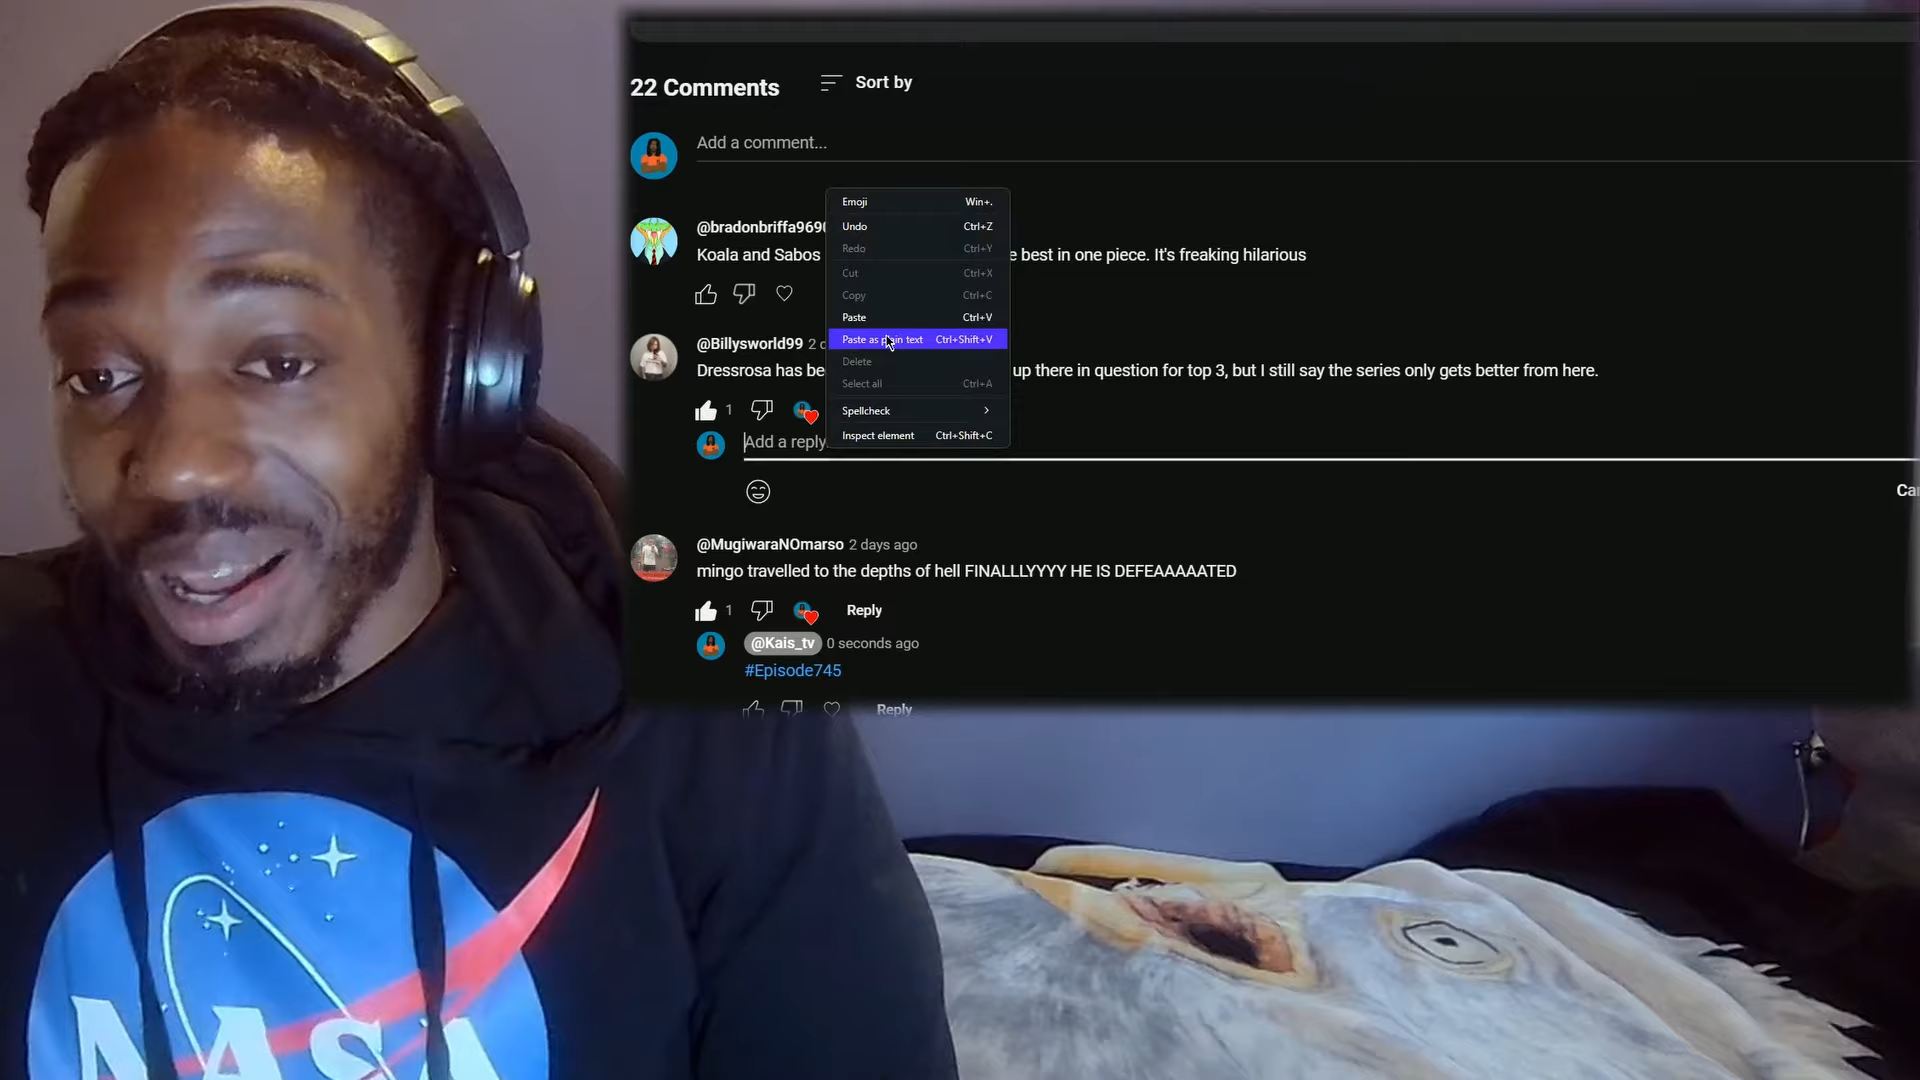 22 Comments
Sort by
Add a comment...
@bradonbriffa969
Koala and Sabos
best in one piece. It's freaking hilarious
Emoji Win+.
Undo Ctrl+Z
Redo Ctrl+Y
Cut Ctrl+X
Copy Ctrl+C
Paste Ctrl+V
Paste as plain text Ctrl+Shift+V
Delete
Select all Ctrl+A
Spellcheck
Inspect element Ctrl+Shift+C
@Billysworld99 2
Dressrosa has
up there in question for top 3, but I still say the series only gets better from here.
1
Add a reply
@MugiwaraNOmarso 2 days ago
mingo travelled to the depths of hell FINALLLYYYY HE IS DEFEAAAAATED
1 Reply
@Kais_tv 0 seconds ago
#Episode745
Reply
NASA